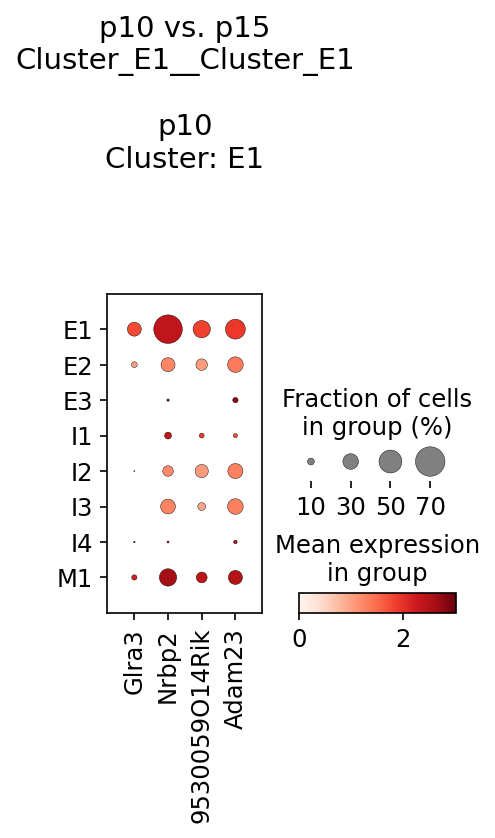 p10 vs. p15
Cluster_E1__Cluster_E1
p10
Cluster: E1
E1
E2
E3
I1
I2
I3
I4
M1
Glra3
Nrbp2
9530059O14Rik
Adam23
Fraction of cells
in group (%)
10 30 50 70
Mean expression
in group
0 2